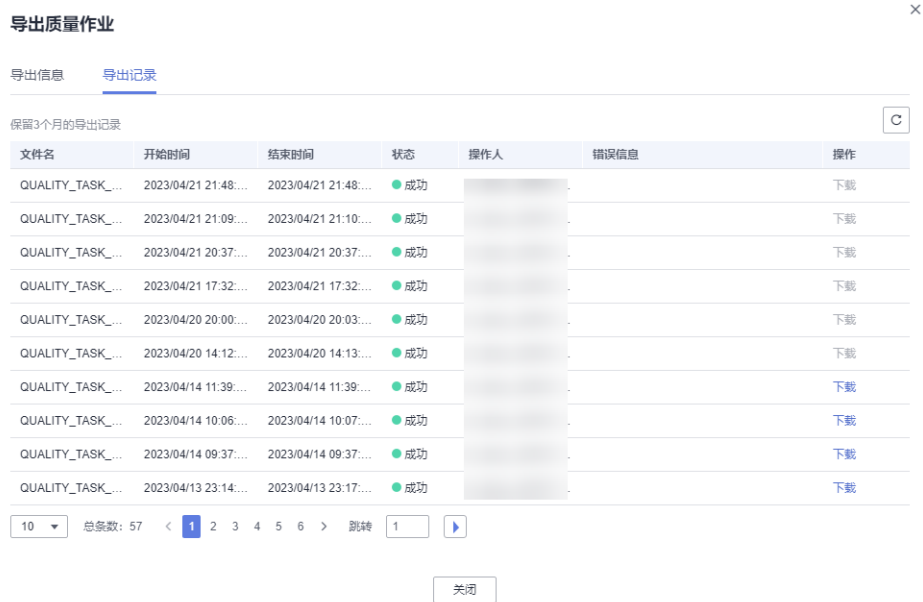 导出质量作业
导出信息 导出记录
保留3个月的导出记录
文件名 开始时间 结束时间 状态 操作人 错误信息 操作
QUALITY_TASK_... 2023/04/21 21:48:... 2023/04/21 21:48:... 成功 下载
QUALITY_TASK_... 2023/04/21 21:09:... 2023/04/21 21:10:... 成功 下载
QUALITY_TASK_... 2023/04/21 20:37:... 2023/04/21 20:37:... 成功 下载
QUALITY_TASK_... 2023/04/21 17:32:... 2023/04/21 17:32:... 成功 下载
QUALITY_TASK_... 2023/04/20 20:00:... 2023/04/20 20:03:... 成功 下载
QUALITY_TASK_... 2023/04/20 14:12:... 2023/04/20 14:13:... 成功 下载
QUALITY_TASK_... 2023/04/14 11:39:... 2023/04/14 11:39:... 成功 下载
QUALITY_TASK_... 2023/04/14 10:06:... 2023/04/14 10:07:... 成功 下载
QUALITY_TASK_... 2023/04/14 09:37:... 2023/04/14 09:37:... 成功 下载
QUALITY_TASK_... 2023/04/13 23:14:... 2023/04/13 23:17:... 成功 下载
10 总条数: 57 < 1 2 3 4 5 6 > 跳转 1
关闭